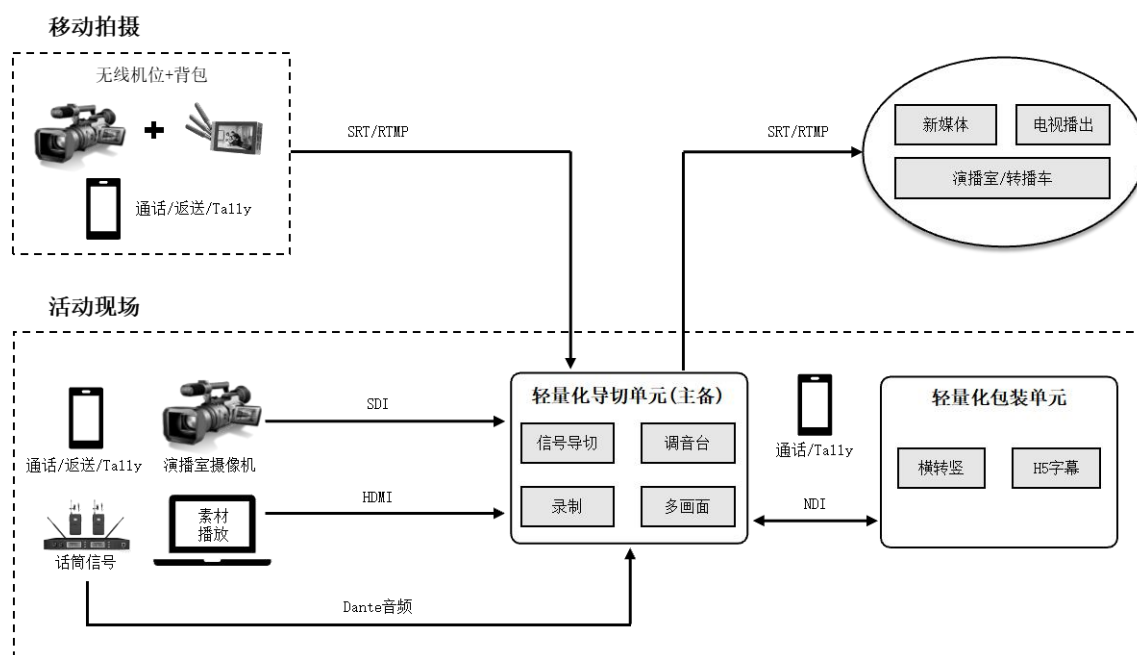 移动拍摄
无线机位+背包
通话/返送/Tally
SRT/RTMP
SRT/RTMP
新媒体
电视播出
演播室/转播车
活动现场
通话/返送/Tally
演播室摄像机
SDI
话筒信号
素材
播放
HDMI
Dante音频
轻量化导切单元(主备)
信号导切
调音台
录制
多画面
通话/Tally
NDI
轻量化包装单元
横转竖
H5字幕